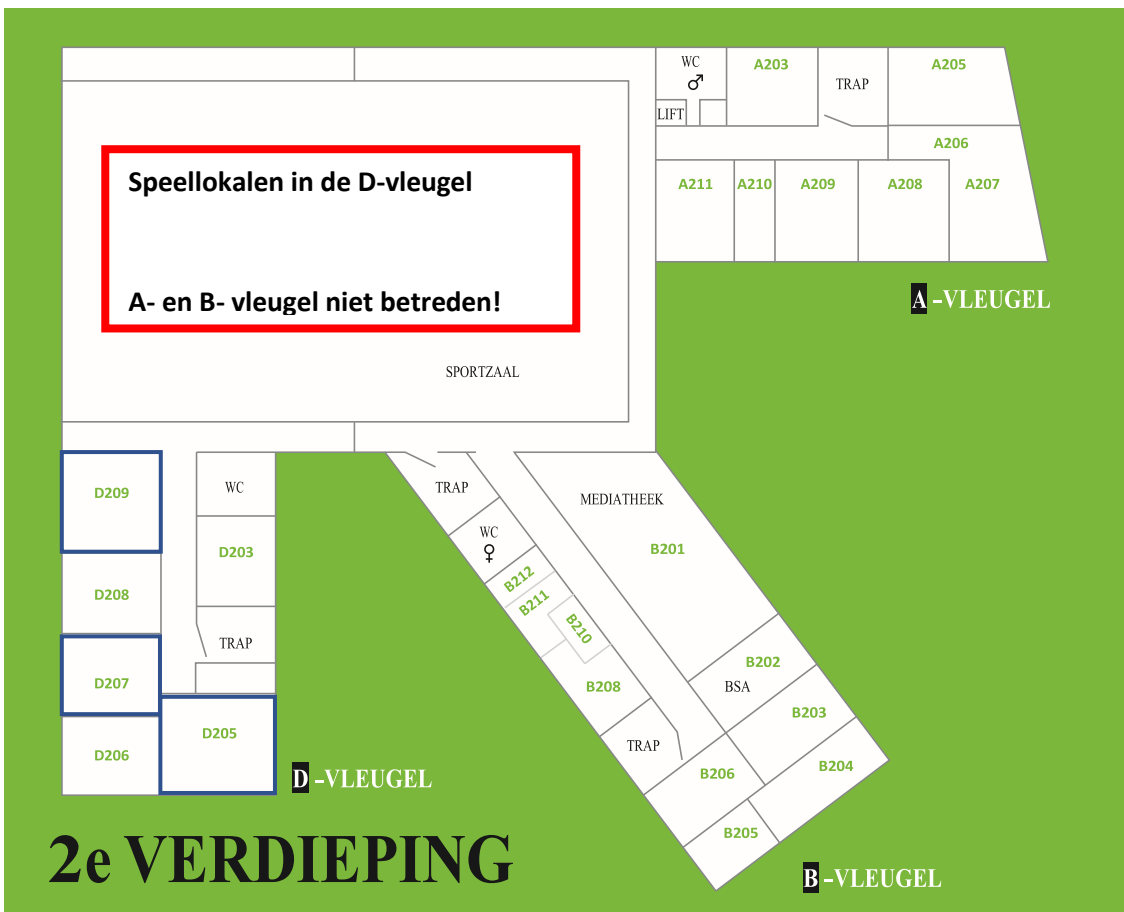 WC
♂
A203
TRAP
A205
LIFT
A206
A211
A210
A209
A208
A207
A -VLEUGEL
Speellokalen in de D-vleugel
A- en B- vleugel niet betreden!
SPORTZAAL
D209
WC
D203
D208
TRAP
D207
D205
D206
D -VLEUGEL
TRAP
MEDIATHEEK
WC
♀
B201
B212
B211
B210
B202
BSA
B208
B203
TRAP
B206
B204
B205
B -VLEUGEL
2e VERDIEPING